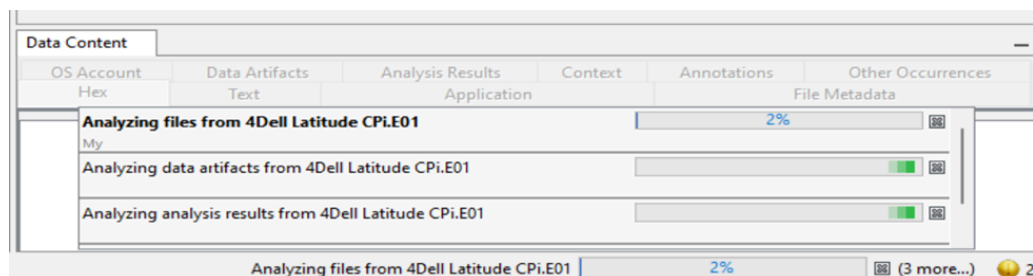 Data Content
OS Account Data Artifacts Analysis Results Context Annotations Other Occurrences
Hex Text Application File Metadata
Analyzing files from 4Dell Latitude CPi.E01 2%
My
Analyzing data artifacts from 4Dell Latitude CPi.E01
Analyzing analysis results from 4Dell Latitude CPi.E01
Analyzing files from 4Dell Latitude CPi.E01 2% (3 more...) 2